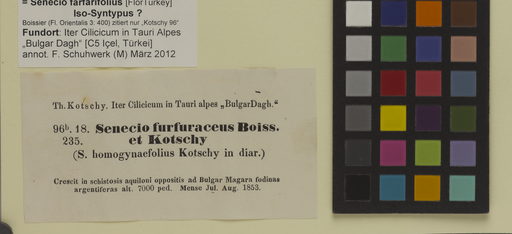 = Senecio farfarifolius [FlorTurkey]
Iso-Syntypus ?
Boissier (Fl. Orientalis 3: 400) zitiert nur „Kotschy 96"
Fundort: Iter Cilicicum in Tauri Alpes
„Bulgar Dagh" [C5 Içel, Türkei]
annot. F. Schuhwerk (M) März 2012
Th. Kotschy. Iter Cilicicum in Tauri alpes „BulgarDagh."
96b. 18. Senecio furfuraceus Boiss.
235. et Kotschy
(S. homogynaefolius Kotschy in diar.)
Crescit in schistosis aquiloni oppositis ad Bulgar Magara fodinas
argentiferas alt. 7000 ped. Mense Jul. Aug. 1853.